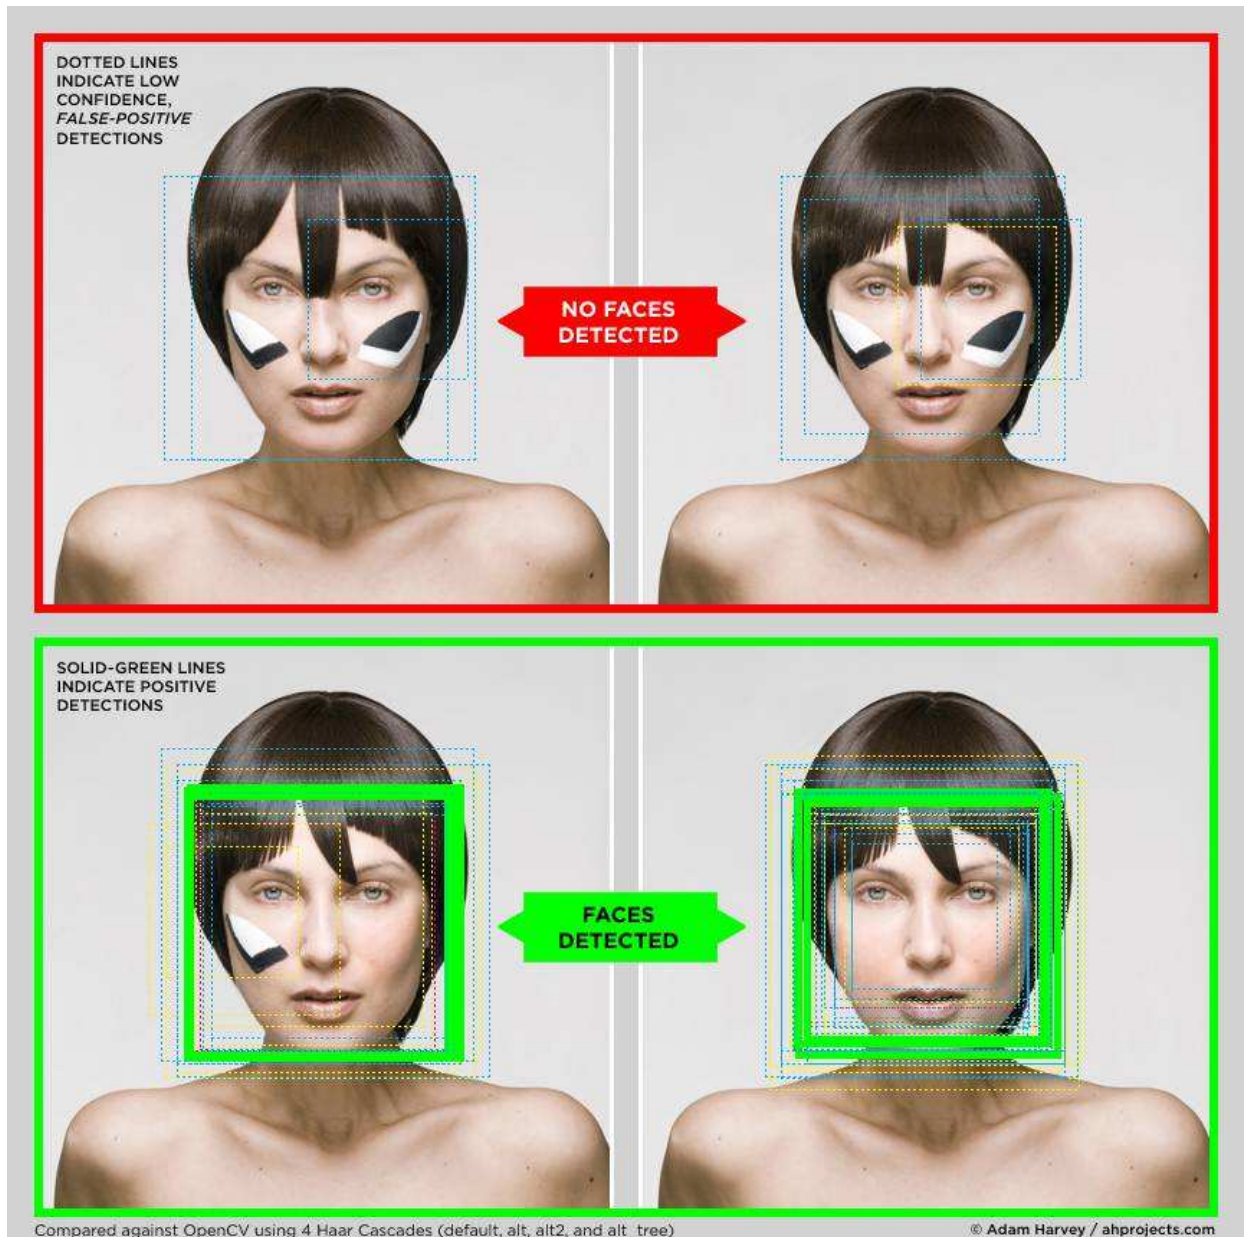 DOTTED LINES
INDICATE LOW
CONFIDENCE,
FALSE-POSITIVE
DETECTIONS
NO FACES
DETECTED
SOLID-GREEN LINES
INDICATE POSITIVE
DETECTIONS
FACES
DETECTED
Compared against OpenCV using 4 Haar Cascades (default, alt, alt2, and alt_tree)
© Adam Harvey / ahprojects.com